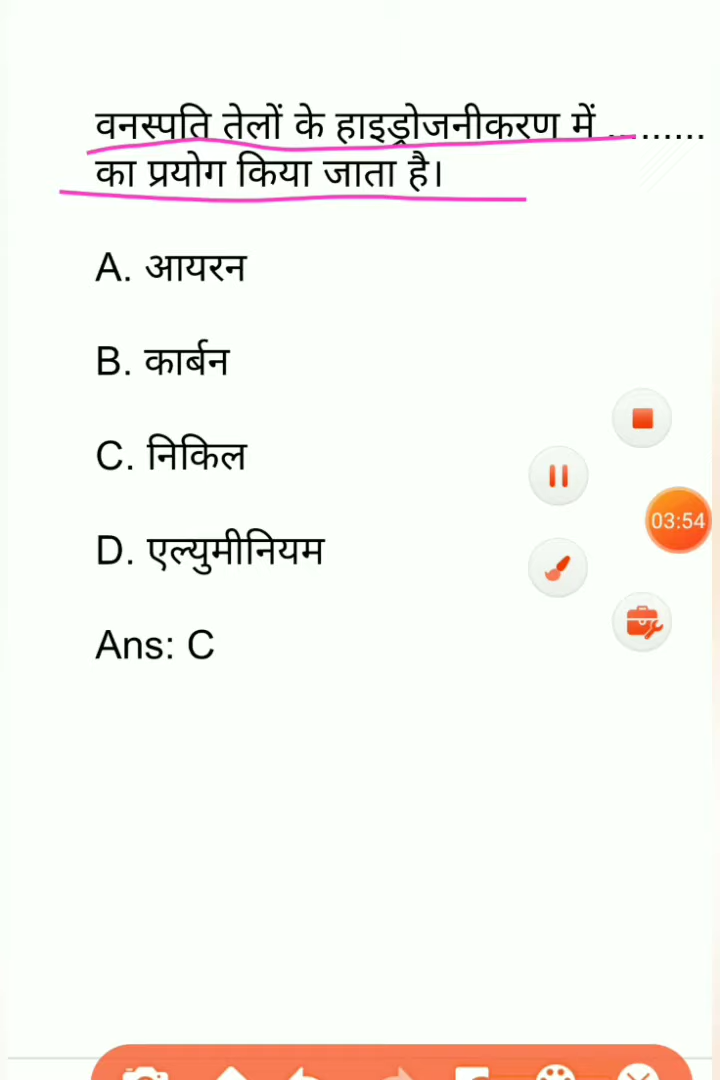 वनस्पति तेलों के हाइड्रोजनीकरण में .........
का प्रयोग किया जाता है।
A. आयरन
B. कार्बन
C. निकिल
03:54
D. एल्युमीनियम
Ans: C